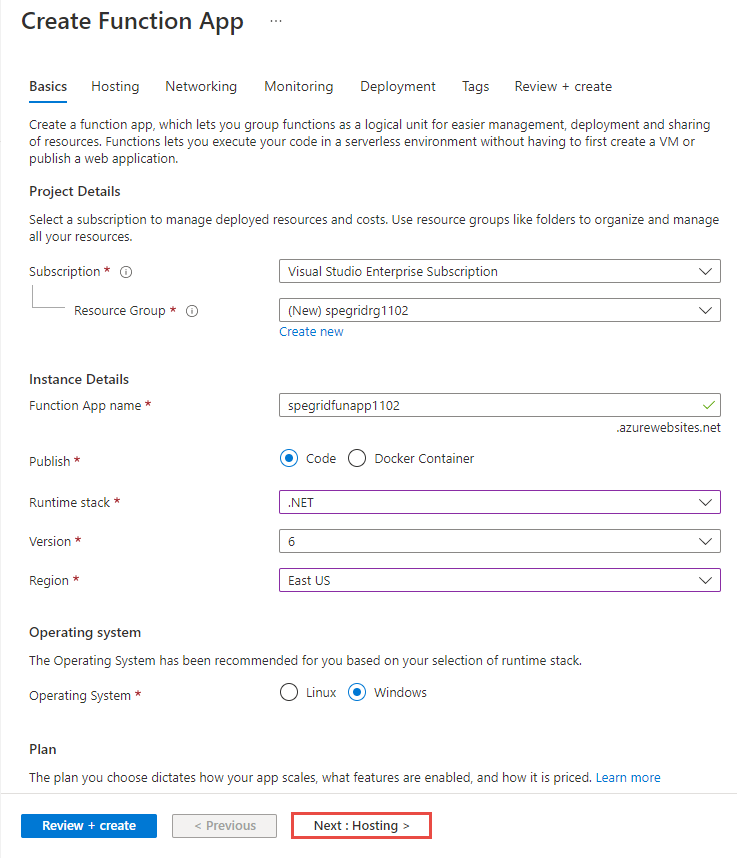 Create Function App ...
Basics Hosting Networking Monitoring Deployment Tags Review + create
Create a function app, which lets you group functions as a logical unit for easier management, deployment and sharing
of resources. Functions lets you execute your code in a serverless environment without having to first create a VM or
publish a web application.
Project Details
Select a subscription to manage deployed resources and costs. Use resource groups like folders to organize and manage
all your resources.
Subscription * Visual Studio Enterprise Subscription
Resource Group * (New) spegridrg1102
Create new
Instance Details
Function App name * spegridfunapp1102
.azurewebsites.net
Publish * Code Docker Container
Runtime stack * .NET
Version * 6
Region * East US
Operating system
The Operating System has been recommended for you based on your selection of runtime stack.
Operating System * Linux Windows
Plan
The plan you choose dictates how your app scales, what features are enabled, and how it is priced. Learn more
Review + create < Previous Next : Hosting >